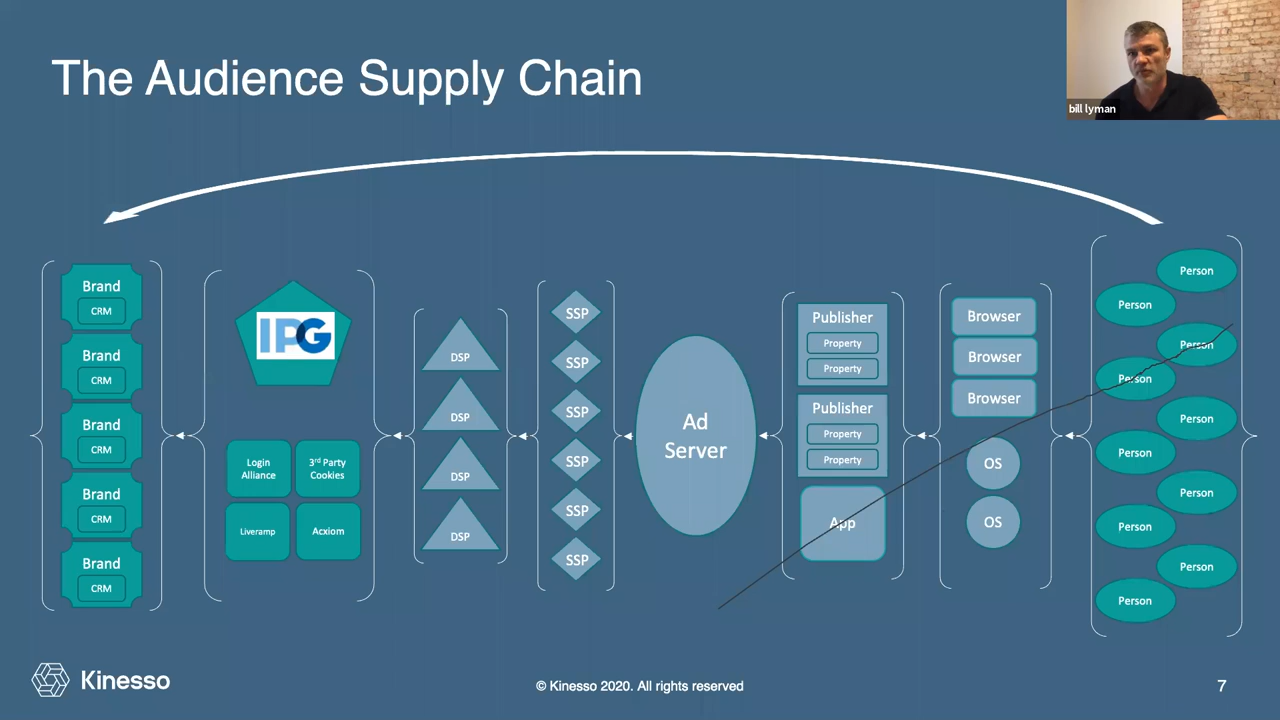 The Audience Supply Chain
bill lyman
Brand
CRM
Brand
CRM
Brand
CRM
Brand
CRM
Brand
CRM
IPG
Login
Alliance
3rd Party
Cookies
Liveramp
Acxiom
DSP
DSP
DSP
DSP
SSP
SSP
SSP
SSP
SSP
SSP
Ad
Server
Publisher
Property
Property
Publisher
Property
Property
App
Browser
Browser
Browser
OS
OS
Person
Person
Person
Person
Person
Person
Person
Person
Person
Person
Kinesso
© Kinesso 2020. All rights reserved
7